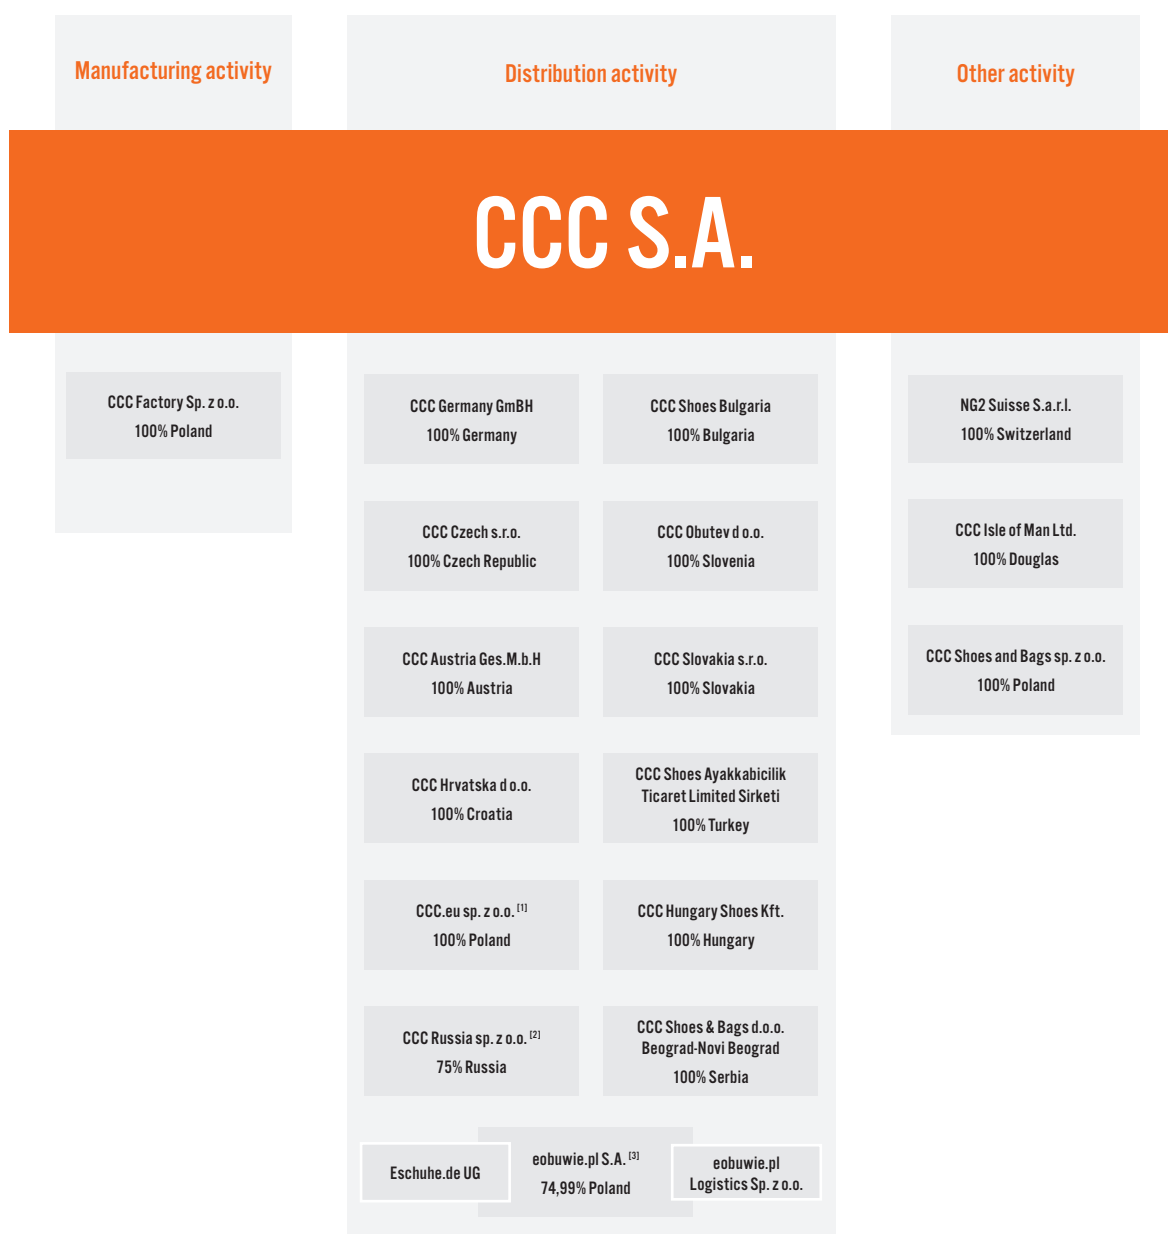 Manufacturing activity
Distribution activity
Other activity
CCC S.A.
CCC Factory Sp. z o.o.
100% Poland
CCC Germany GmBH
100% Germany
CCC Shoes Bulgaria
100% Bulgaria
NG2 Suisse S.a.r.l.
100% Switzerland
CCC Czech s.r.o.
100% Czech Republic
CCC Obutev d o.o.
100% Slovenia
CCC Isle of Man Ltd.
100% Douglas
CCC Austria Ges.M.b.H
100% Austria
CCC Slovakia s.r.o.
100% Slovakia
CCC Shoes and Bags sp. z o.o.
100% Poland
CCC Hrvatska d o.o.
100% Croatia
CCC Shoes Ayakkabicilik
Ticaret Limited Sirketi
100% Turkey
CCC.eu sp. z o.o. [1]
100% Poland
CCC Hungary Shoes Kft.
100% Hungary
CCC Russia sp. z o.o. [2]
75% Russia
CCC Shoes & Bags d.o.o.
Beograd-Novi Beograd
100% Serbia
Eschuhe.de UG
eobuwie.pl S.A. [3]
74,99% Poland
eobuwie.pl
Logistics Sp. z o.o.